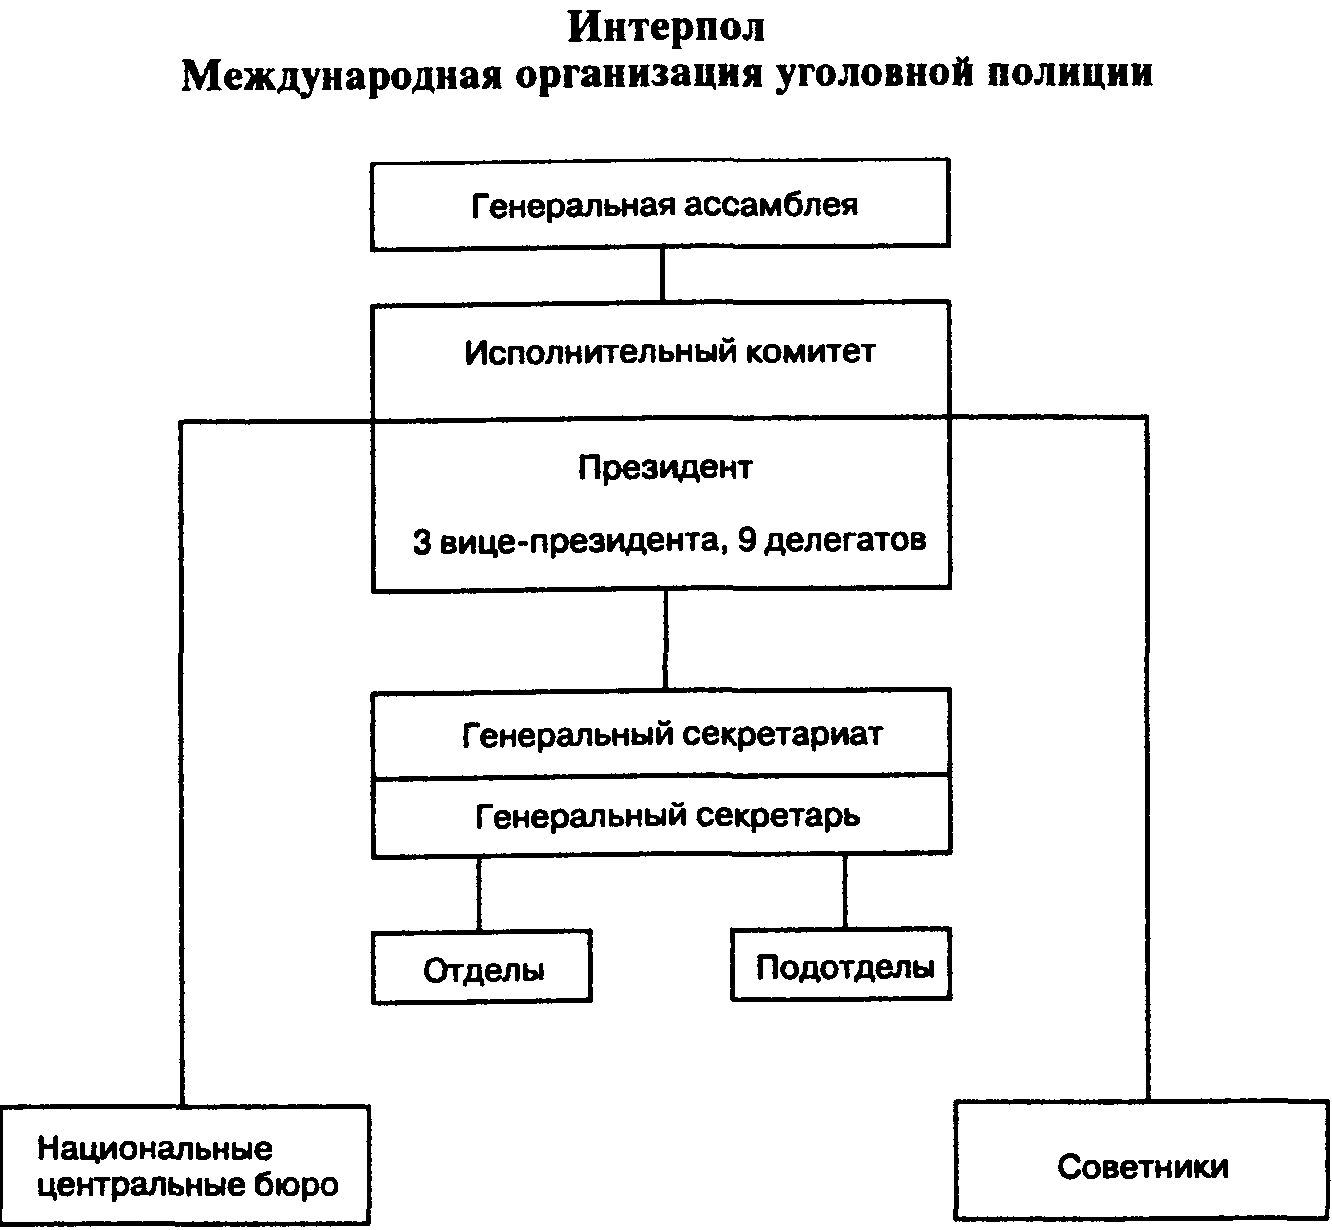 Интерпол
Международная организация уголовной полиции
Генеральная ассамблея
Исполнительный комитет
Президент
3 вице-президента, 9 делегатов
Генеральный секретариат
Генеральный секретарь
Отделы
Подотделы
Национальные
центральные бюро
Советники